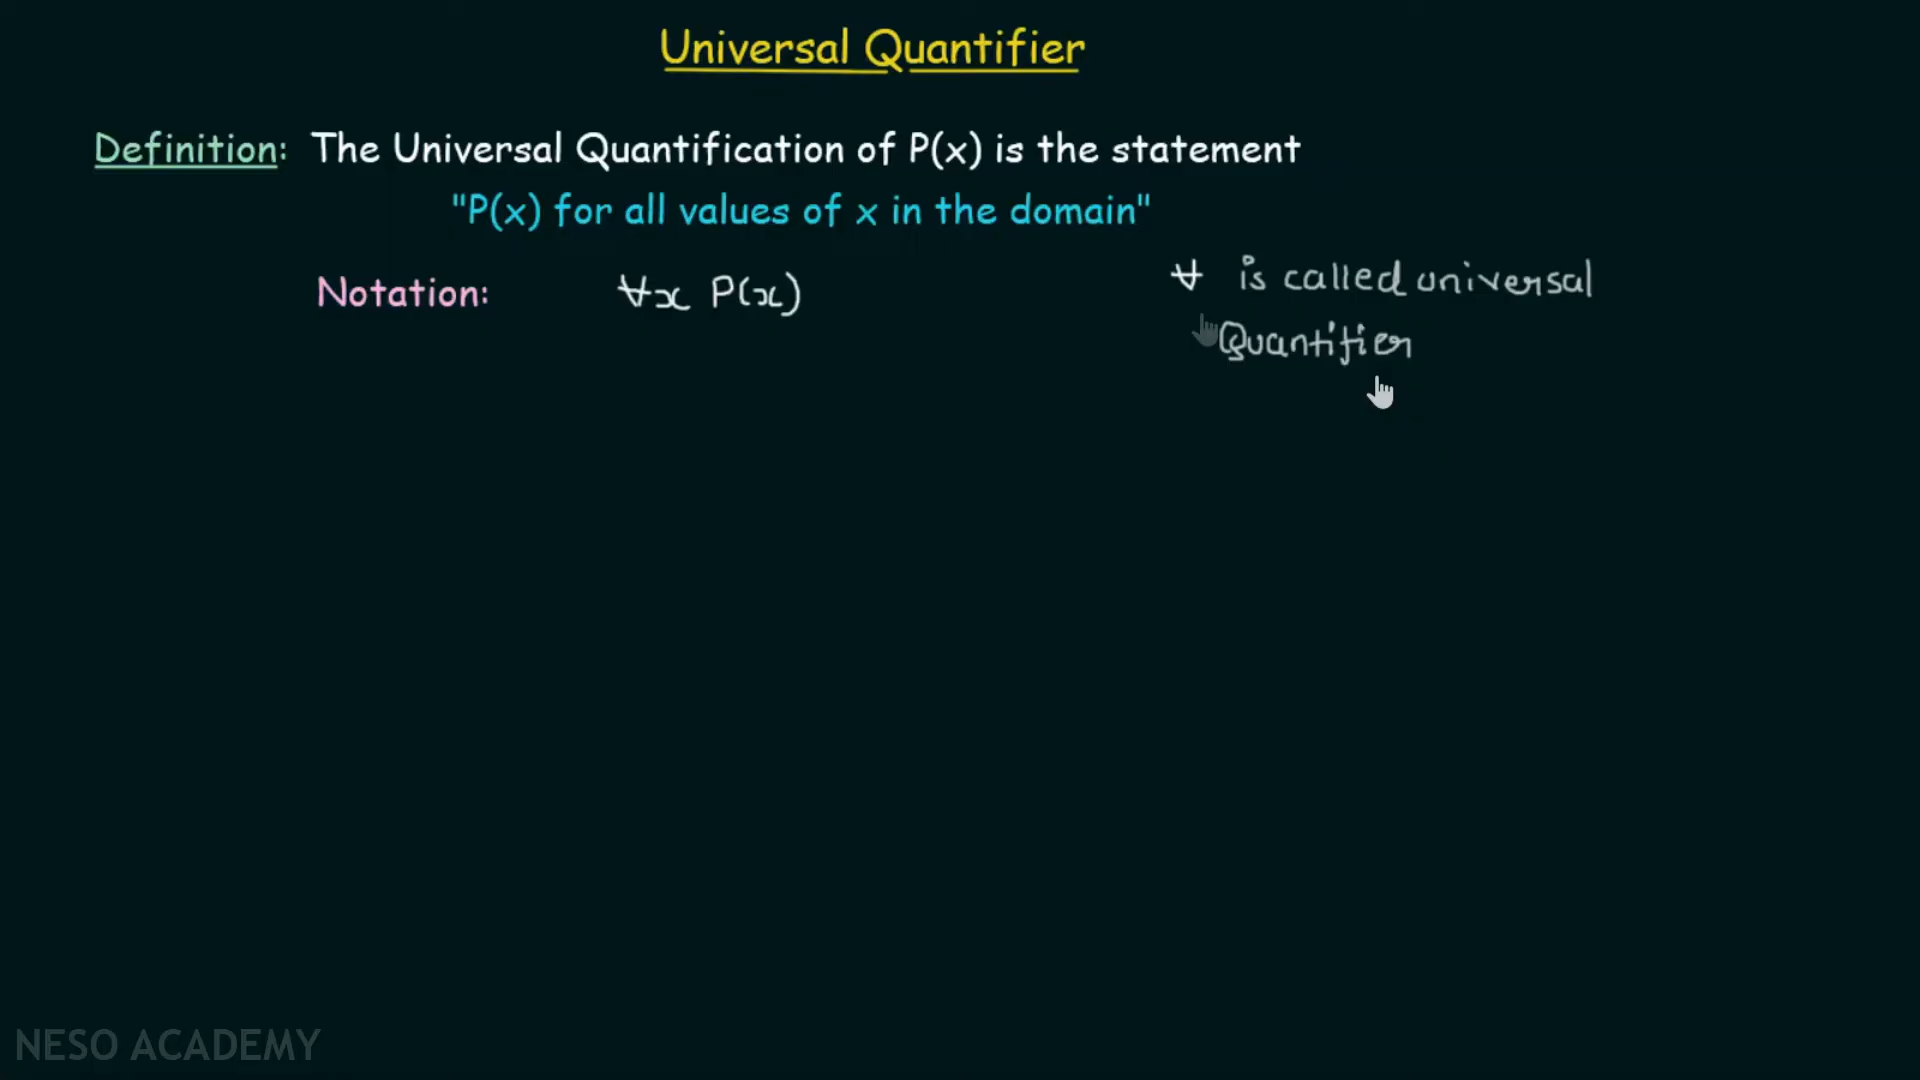 Universal Quantifier
Definition: The Universal Quantification of P(x) is the statement
"P(x) for all values of x in the domain"
Notation: ∀x P(x)
∀ is called universal
Quantifier
NESO ACADEMY